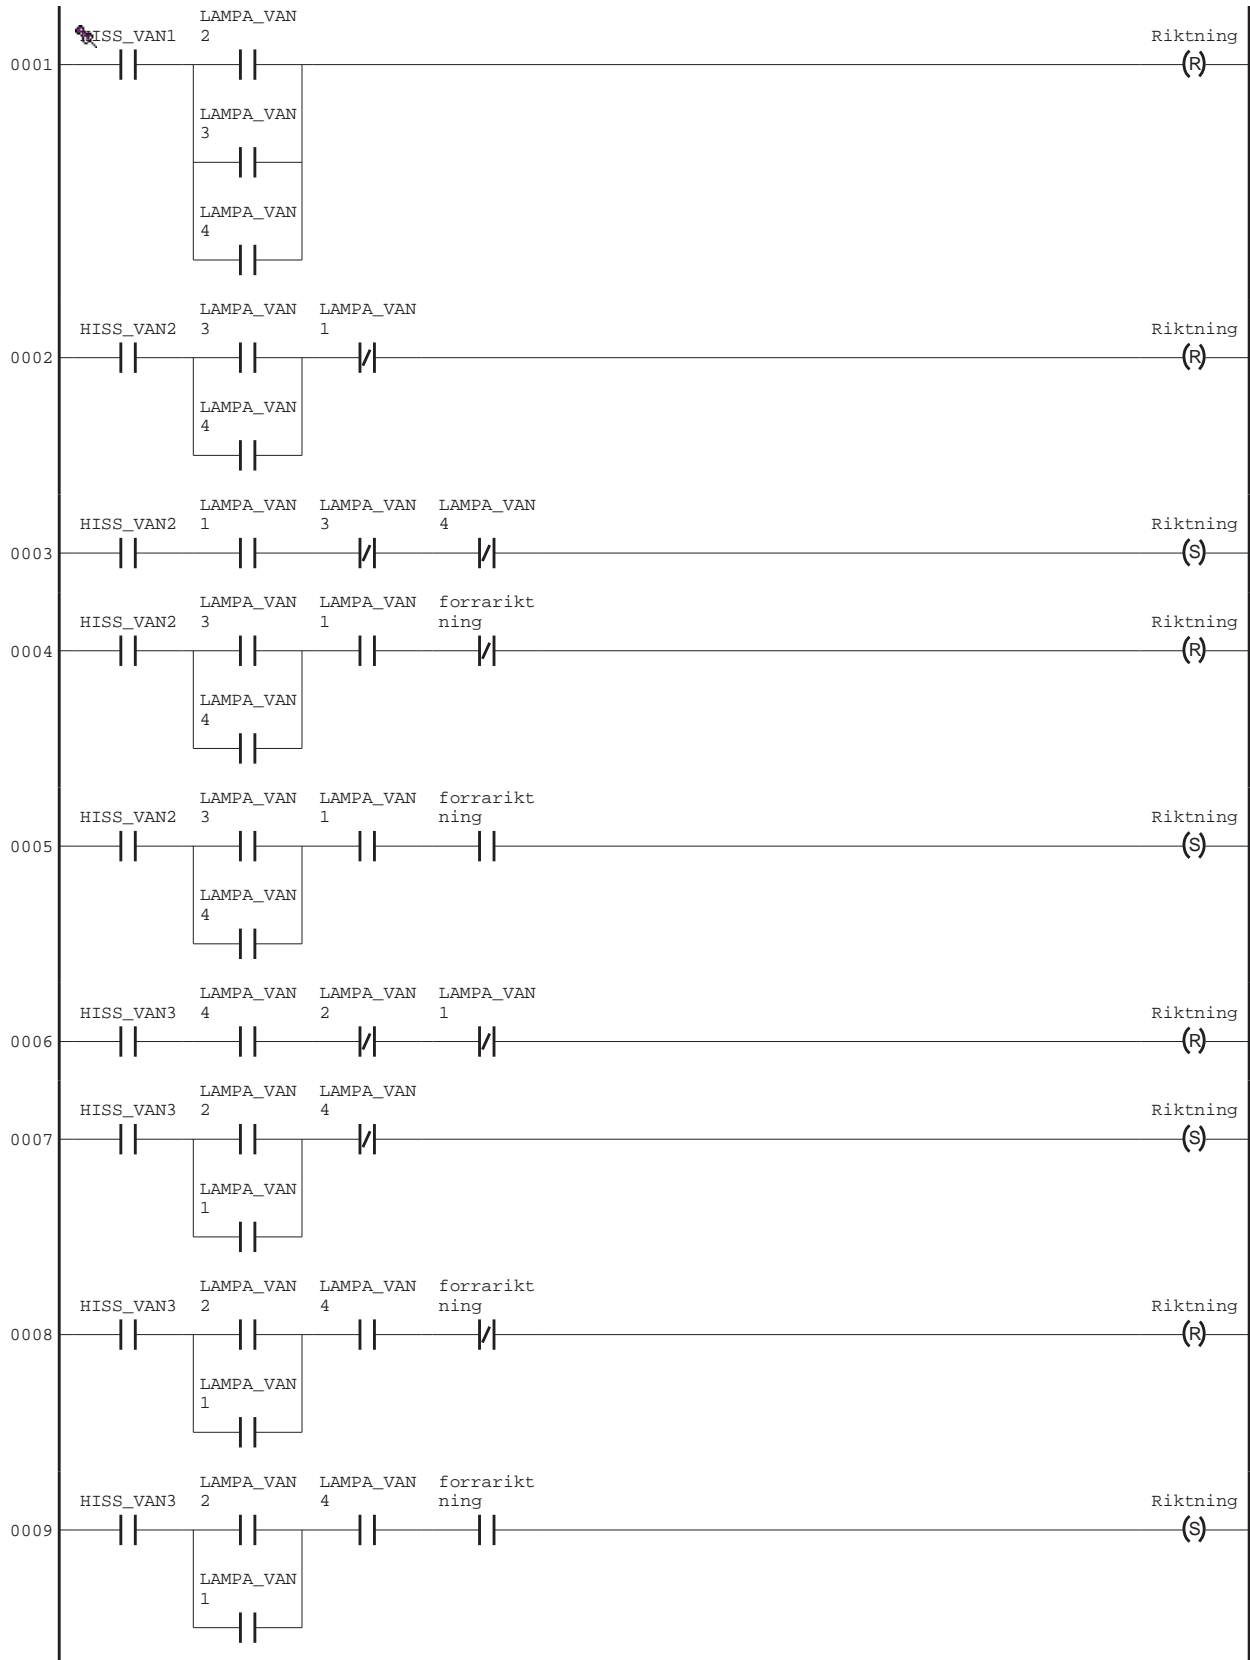 LAMPA_VAN
HISS_VAN1 2 Riktning
0001 (R)
LAMPA_VAN
3
LAMPA_VAN
4
LAMPA_VAN LAMPA_VAN
HISS_VAN2 3 1 Riktning
0002 (R)
LAMPA_VAN
4
LAMPA_VAN LAMPA_VAN LAMPA_VAN
HISS_VAN2 1 3 4 Riktning
0003 (S)
LAMPA_VAN LAMPA_VAN forrarikt
HISS_VAN2 3 1 ning Riktning
0004 (R)
LAMPA_VAN
4
LAMPA_VAN LAMPA_VAN forrarikt
HISS_VAN2 3 1 ning Riktning
0005 (S)
LAMPA_VAN
4
LAMPA_VAN LAMPA_VAN LAMPA_VAN
HISS_VAN3 4 2 1 Riktning
0006 (R)
LAMPA_VAN LAMPA_VAN
HISS_VAN3 2 4 Riktning
0007 (S)
LAMPA_VAN
1
LAMPA_VAN LAMPA_VAN forrarikt
HISS_VAN3 2 4 ning Riktning
0008 (R)
LAMPA_VAN
1
LAMPA_VAN LAMPA_VAN forrarikt
HISS_VAN3 2 4 ning Riktning
0009 (S)
LAMPA_VAN
1